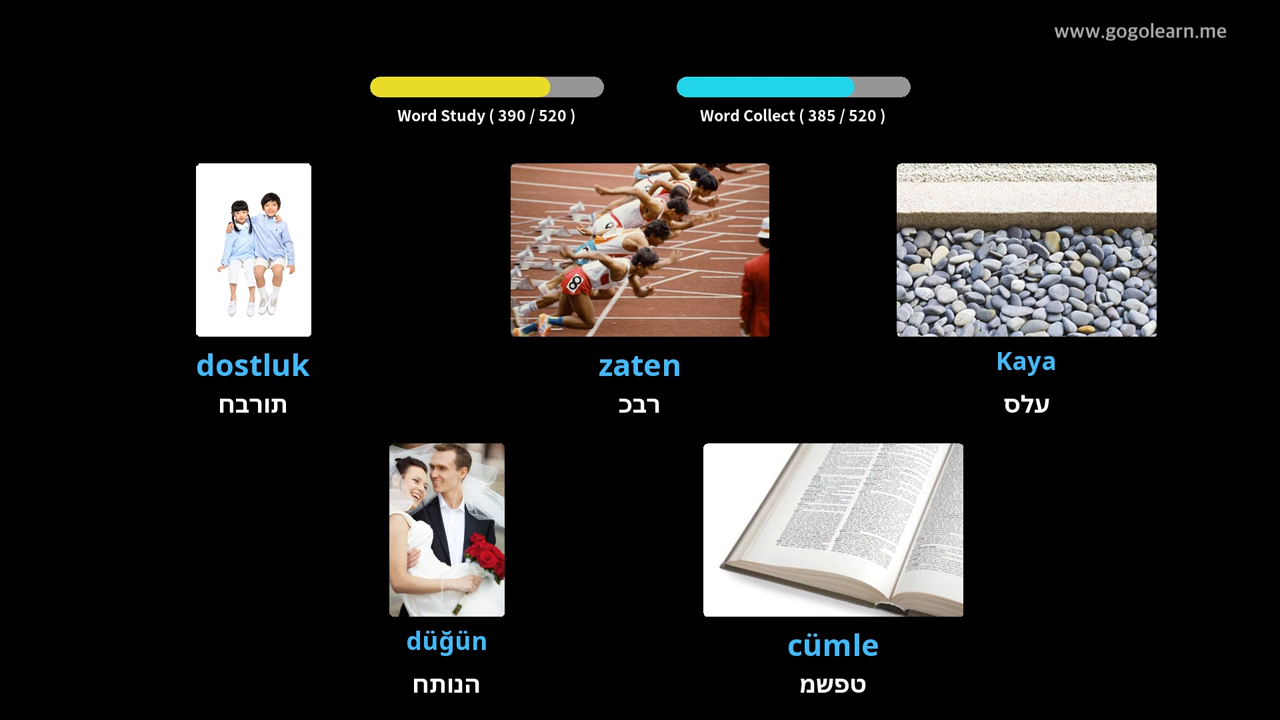 www.gogolearn.me
Word Study ( 390 / 520 )
Word Collect ( 385 / 520 )
dostluk
תורבח
zaten
רבכ
Kaya
עלס
düğün
הנותח
cümle
טפשמ